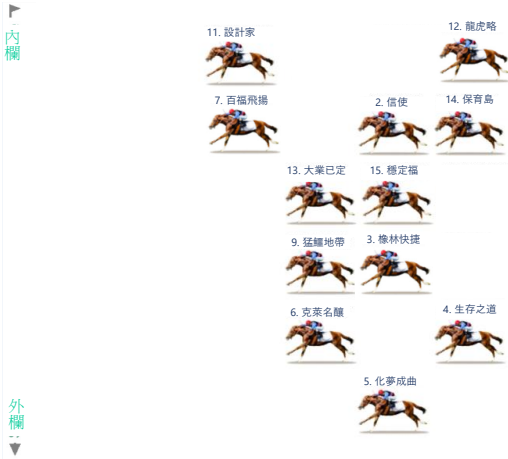 內欄
11. 設計家
12. 龍虎略
7. 百福飛揚
2. 信使
14. 保育島
13. 大業已定
15. 穩定福
9. 猛鱷地帶
3. 橡林快捷
6. 克萊名釀
4. 生存之道
5. 化夢成曲
外欄